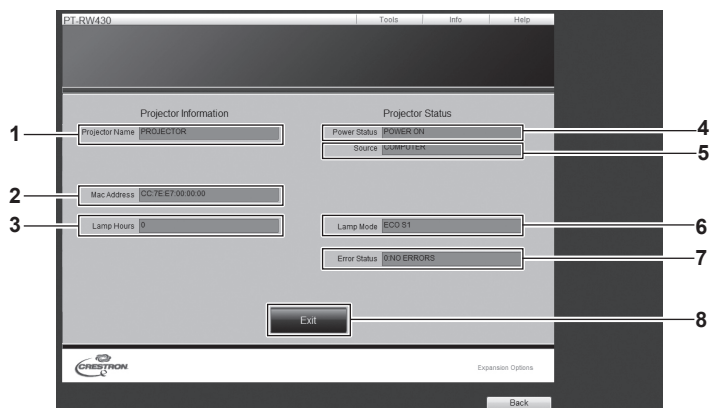 PT-RW430
Tools Info Help
Projector Information Projector Status
1 Projector Name PROJECTOR Power Status POWER ON 4
Source COMPUTER 5
2 Mac Address CC:7E:E7:00:00:00
3 Lamp Hours 0 Lamp Mode ECO S1 6
Error Status 0:NO ERRORS 7
Exit 8
CRESTRON Expansion Options
Back